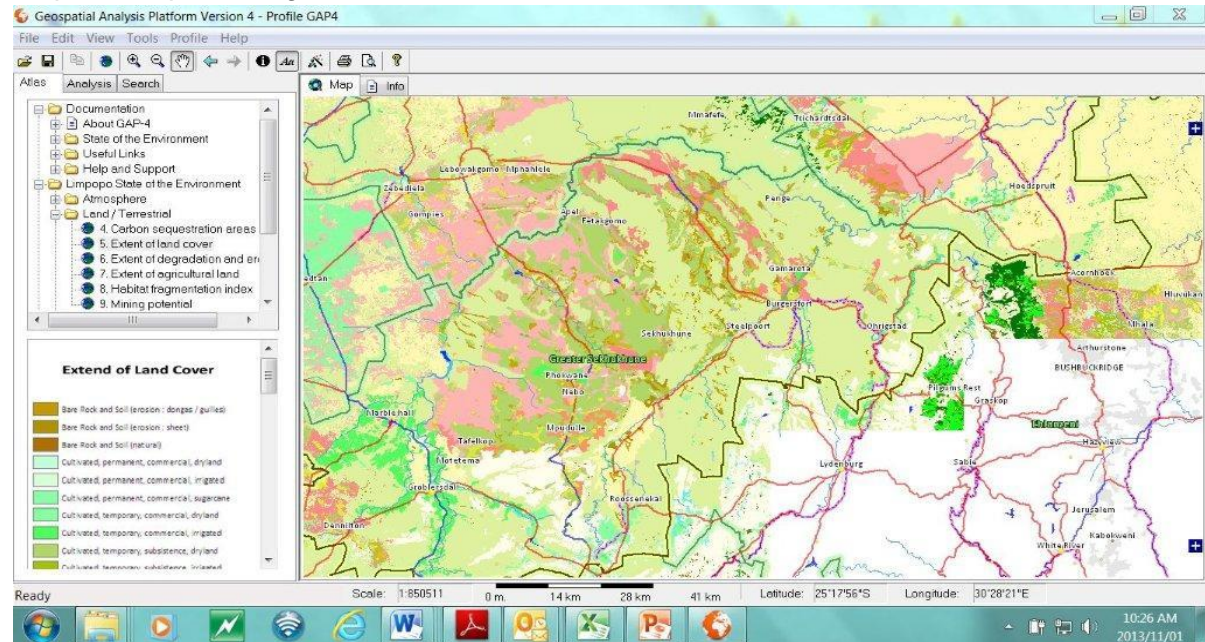 Geospatial Analysis Platform Version 4 - Profile GAP4
File Edit View Tools Profile Help
Atlas Analysis Search
Map Info
Documentation
About GAP-4
State of the Environment
Useful Links
Help and Support
Limpopo State of the Environment
Atmosphere
Land / Terrestrial
4. Carbon sequestration areas
5. Extent of land cover
6. Extent of degradation and er
7. Extent of agricultural land
8. Habitat fragmentation index
9. Mining potential
Extend of Land Cover
Bare Rock and Soil (erosion : dongas / gullies)
Bare Rock and Soil (erosion : sheet)
Bare Rock and Soil (natural)
Cultivated, permanent, commercial, dryland
Cultivated, permanent, commercial, irrigated
Cultivated, permanent, commercial, sugarcane
Cultivated, temporary, commercial, dryland
Cultivated, temporary, commercial, irrigated
Cultivated, temporary, subsistence, dryland
Cultivated, temporary, subsistence, irrigated
Mmafefe
Trichardtsdal
Lebowakgomo Mphahlele
Zebediela
Hoedspruit
Penge
Gompies
Apel
Fetakgomo
Gamarota
Acornhoek
Burgersfort
Hluvukan
Sekhukhune
Steelpoort
Ohrigstad
Mhala
Greater Sekhukhune
Arthurstone
BUSHBUCKRIDGE
Phokwane
Nebo
Pilgrims Rest
Graskop
Marble hall
Mpudulle
Ehlanzeni
Tafelkop
Hazyview
Motetema
Lydenburg
Sabie
Groblersdal
Roossenekal
Jerusalem
Dennilton
Kabokweni
White River
Ready Scale: 1:850511 0 m. 14 km 28 km 41 km Latitude: 25°17'56"S Longitude: 30°28'21"E
10:26 AM
2013/11/01